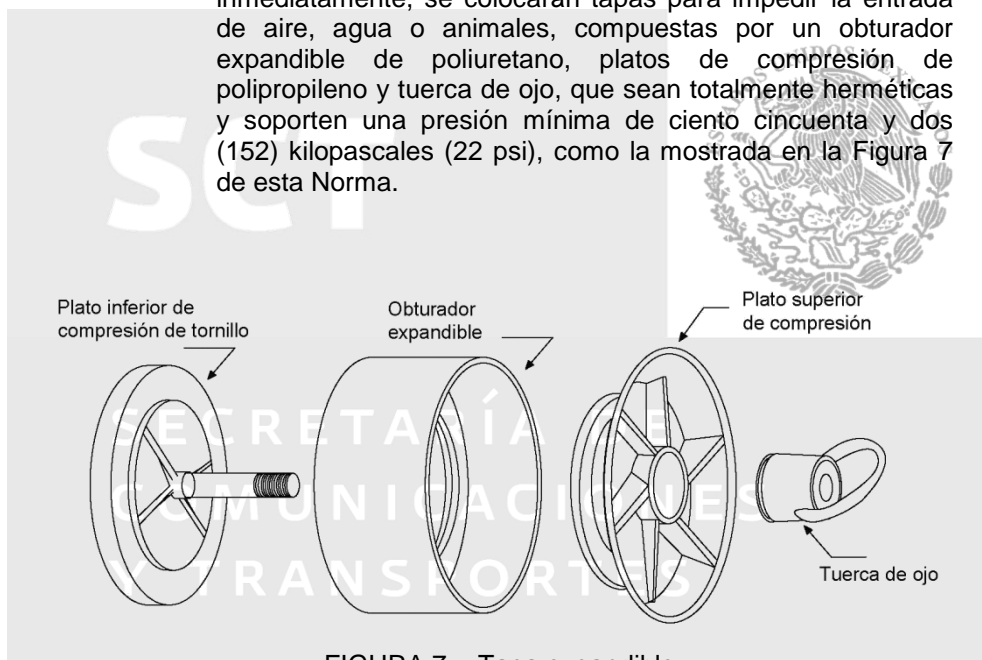 inmediatamente, se colocarán tapas para impedir la entrada
de aire, agua o animales, compuestas por un obturador
expandible de poliuretano, platos de compresión de
polipropileno y tuerca de ojo, que sean totalmente herméticas
y soporten una presión mínima de ciento cincuenta y dos
(152) kilopascales (22 psi), como la mostrada en la Figura 7
de esta Norma.
SCT
Plato inferior de
compresión de tornillo
Obturador
expandible
Plato superior
de compresión
SECRETARÍA DE
COMUNICACIONES
Y TRANSPORTES
Tuerca de ojo